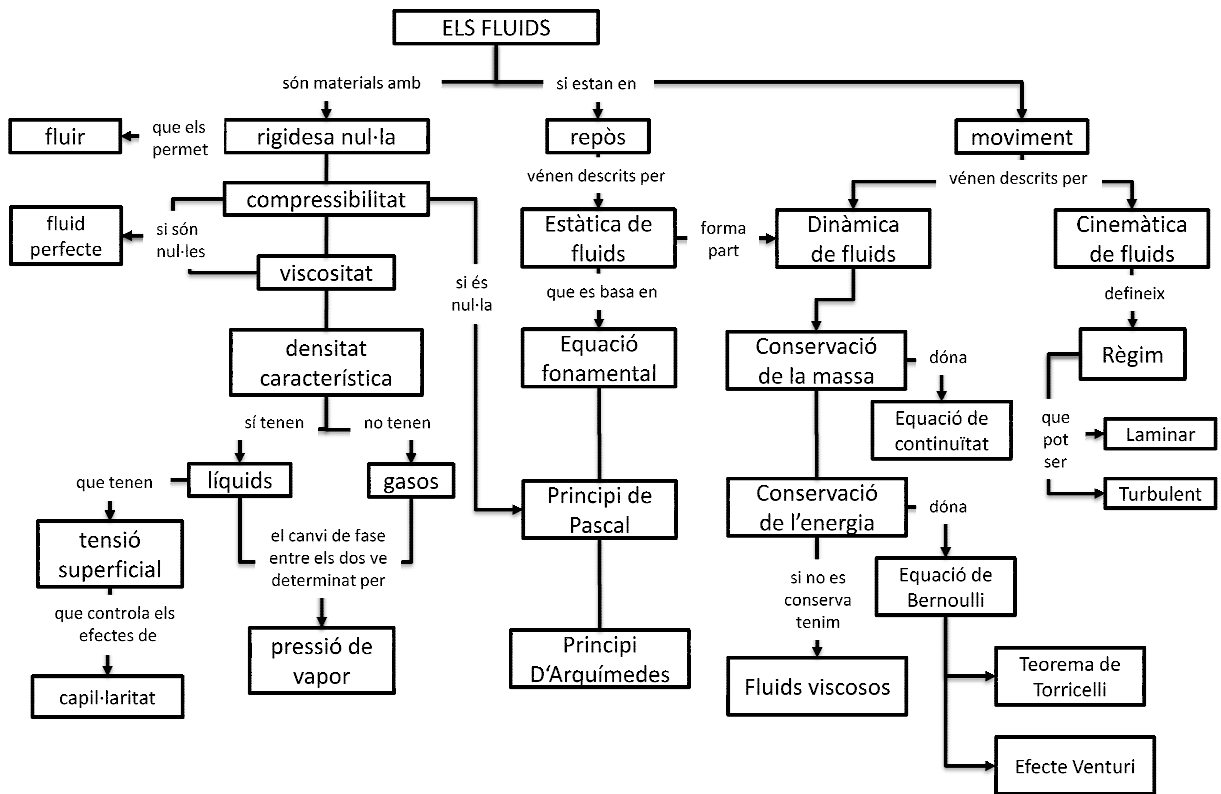 ELS FLUIDS
són materials amb
si estan en
fluir
que els
permet
rigidesa nul·la
repòs
moviment
vénen descrits per
vénen descrits per
compressibilitat
fluid
perfecte
si són
nul·les
Estàtica de
fluids
forma
part
Dinàmica
de fluids
Cinemàtica
de fluids
viscositat
si és
nul·la
que es basa en
defineix
densitat
característica
Equació
fonamental
Conservació
de la massa
dóna
Règim
Equació de
continuïtat
que
pot
ser
Laminar
Turbulent
sí tenen
no tenen
que tenen
líquids
gasos
Principi de
Pascal
Conservació
de l’energia
dóna
tensió
superficial
el canvi de fase
entre els dos ve
determinat per
si no es
conserva
tenim
Equació de
Bernoulli
que controla els
efectes de
pressió de
vapor
Principi
D‘Arquímedes
capil·laritat
Fluids viscosos
Teorema de
Torricelli
Efecte Venturi